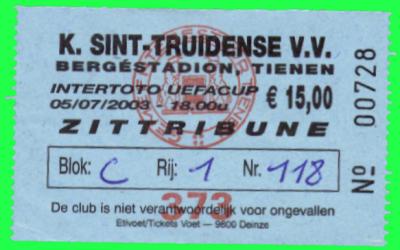 K. SINT-TRUIDENSE V.V.
BERGÉSTADION, TIENEN
INTERTOTO UEFACUP
05/07/2003 - 18.00u
€ 15,00
ZITTRIBUNE
Blok: C Rij: 1 Nr. 118
373
De club is niet verantwoordelijk voor ongevallen
Etivoet/Tickets Voet — 9800 Deinze
Nº 00728